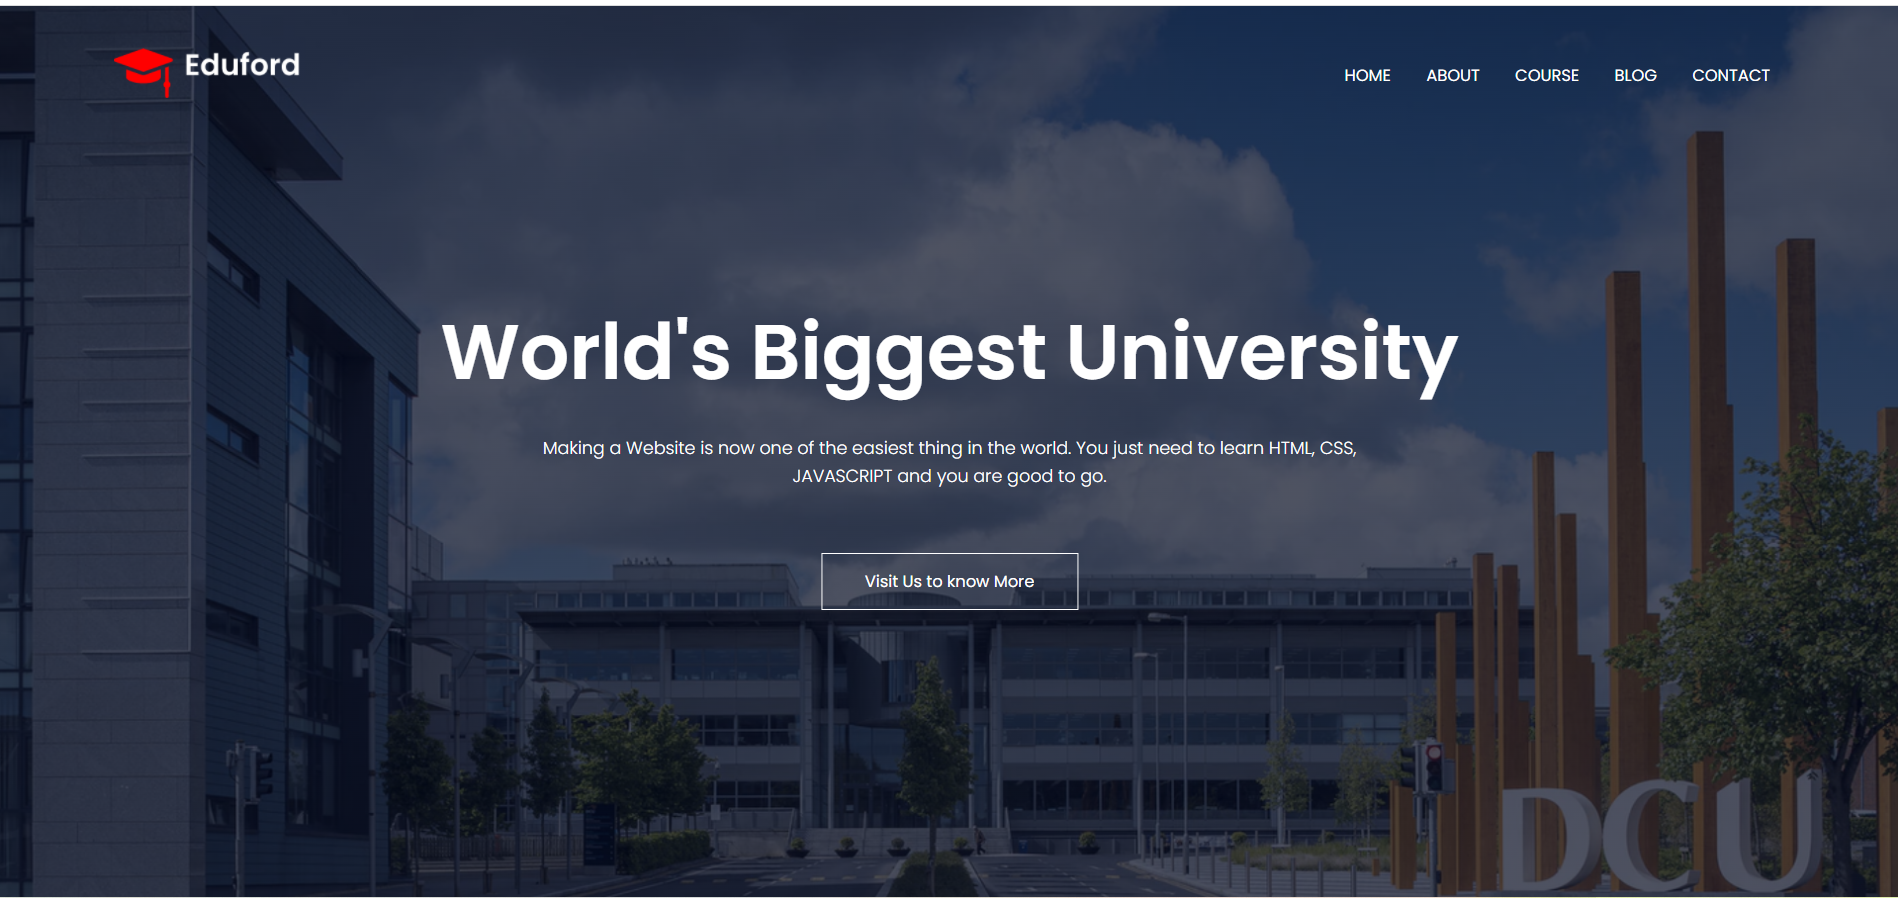 Eduford
HOME ABOUT COURSE BLOG CONTACT
World's Biggest University
Making a Website is now one of the easiest thing in the world. You just need to learn HTML, CSS,
JAVASCRIPT and you are good to go.
Visit Us to know More
DCU